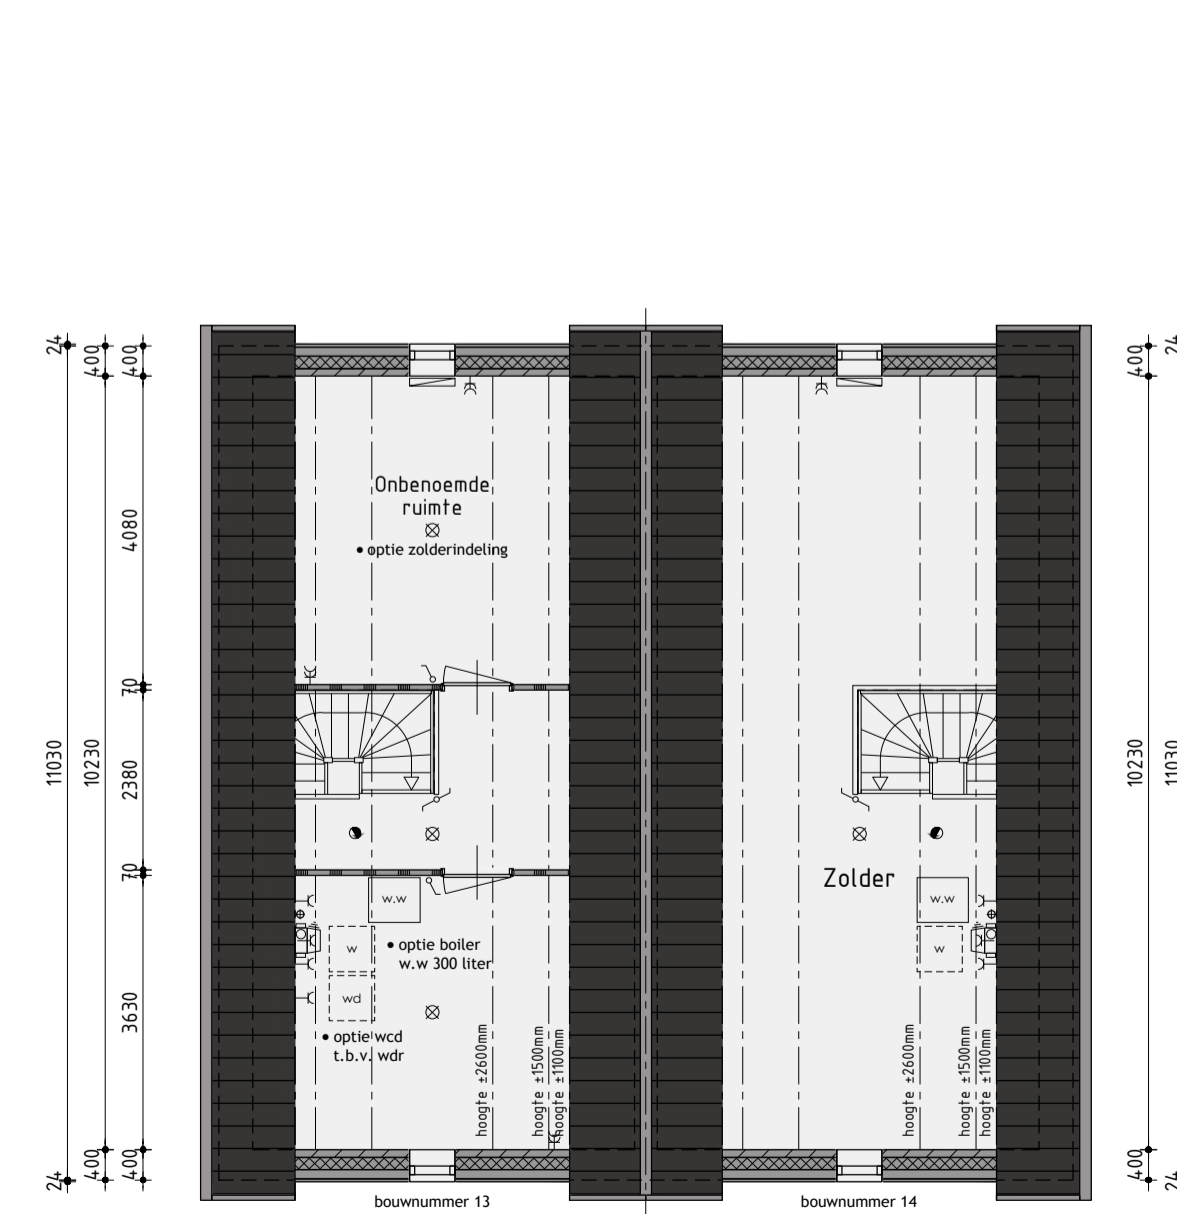 24
400
400
400
24
Onbenoemde
ruimte
• optie zolderindeling
4080
70
11030
10230
2380
10230
11030
70
Zolder
w.w
w.w
w
• optie boiler
w.w 300 liter
w
wd
3630
• optie wcd
t.b.v. wdr
hoogte ±2600mm
hoogte ±1500mm
hoogte ±1100mm
hoogte ±2600mm
hoogte ±1500mm
hoogte ±1100mm
24
400
400
400
24
bouwnummer 13
bouwnummer 14